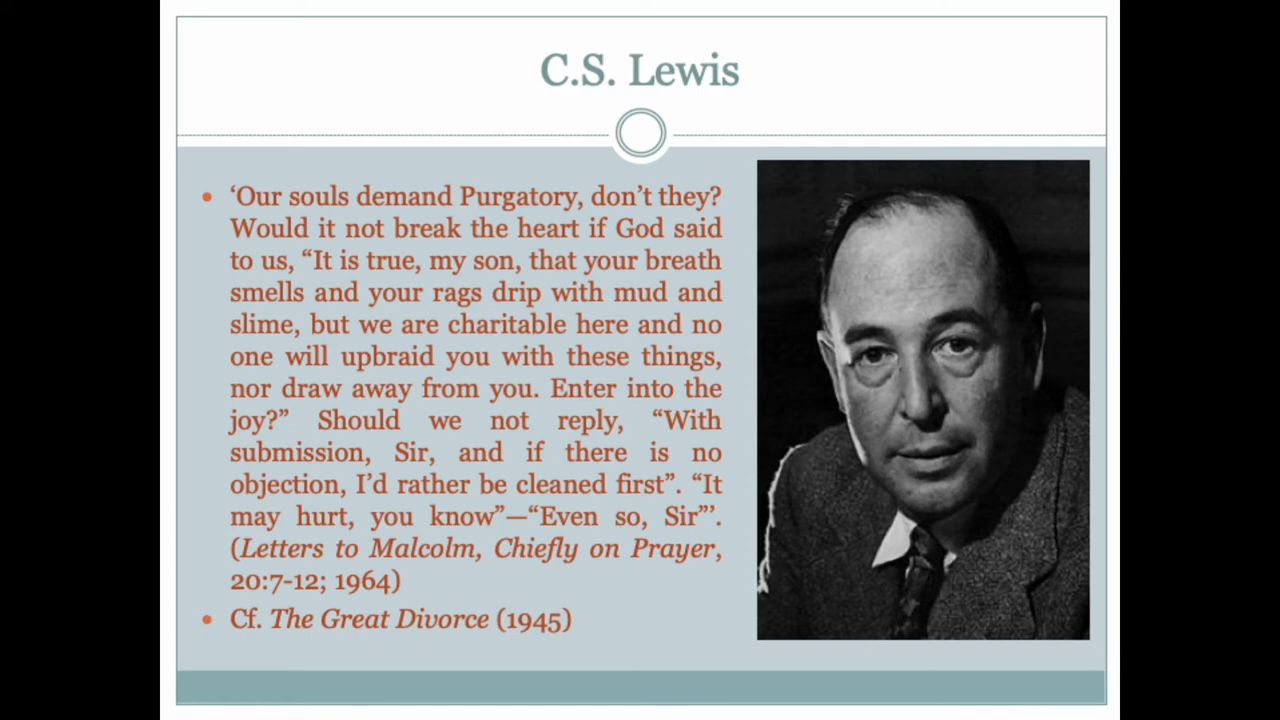 C.S. Lewis
• ‘Our souls demand Purgatory, don’t they?
Would it not break the heart if God said
to us, “It is true, my son, that your breath
smells and your rags drip with mud and
slime, but we are charitable here and no
one will upbraid you with these things,
nor draw away from you. Enter into the
joy?” Should we not reply, “With
submission, Sir, and if there is no
objection, I’d rather be cleaned first”. “It
may hurt, you know”—“Even so, Sir”’.
(Letters to Malcolm, Chiefly on Prayer,
20:7-12; 1964)
• Cf. The Great Divorce (1945)